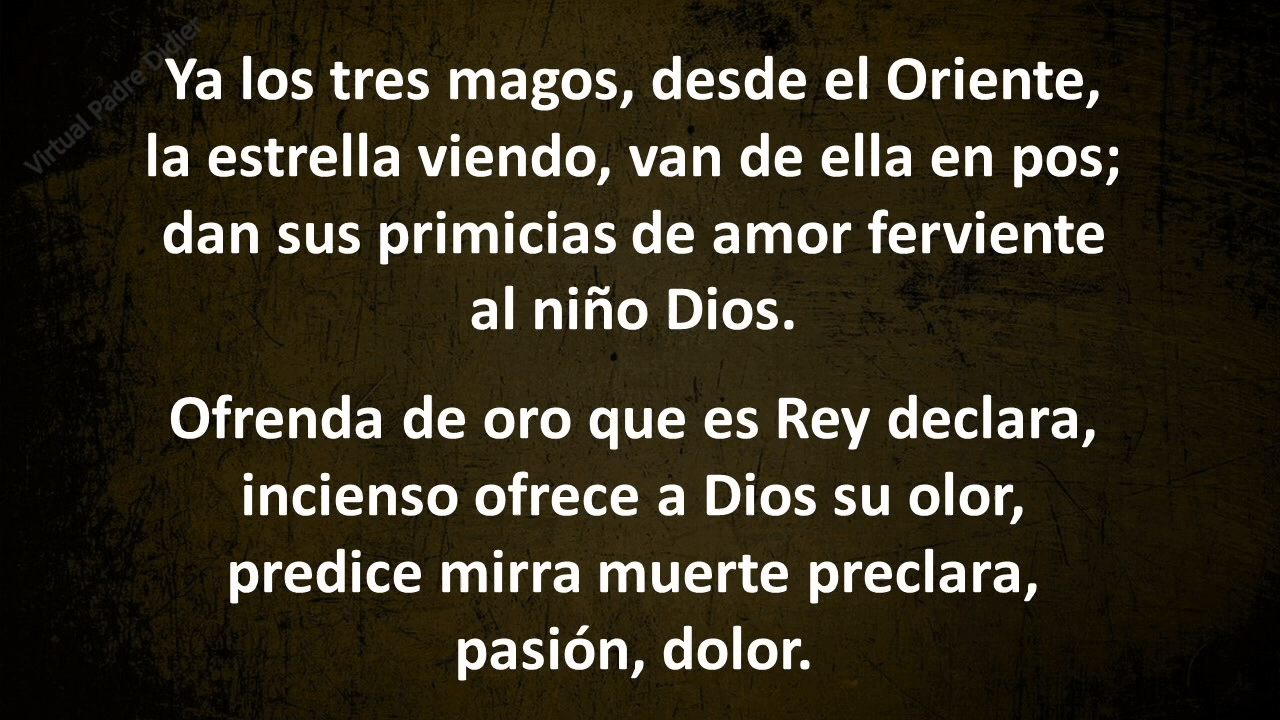 Virtual Padre Didier
Ya los tres magos, desde el Oriente,
la estrella viendo, van de ella en pos;
dan sus primicias de amor ferviente
al niño Dios.
Ofrenda de oro que es Rey declara,
incienso ofrece a Dios su olor,
predice mirra muerte preclara,
pasión, dolor.